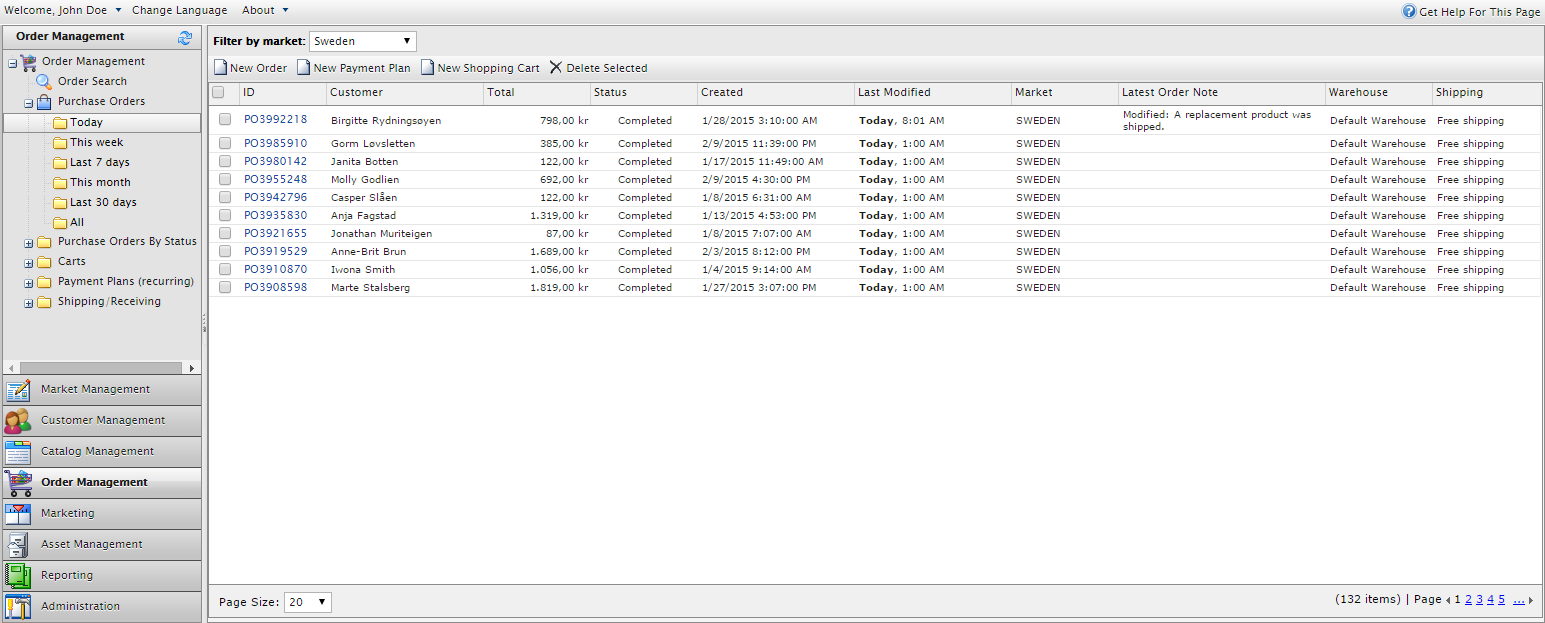 Welcome, John Doe Change Language About Get Help For This Page
Order Management
Order Management
Order Search
Purchase Orders
Today
This week
Last 7 days
This month
Last 30 days
All
Purchase Orders By Status
Carts
Payment Plans (recurring)
Shipping/Receiving
Market Management
Customer Management
Catalog Management
Order Management
Marketing
Asset Management
Reporting
Administration
Filter by market: Sweden
New Order New Payment Plan New Shopping Cart Delete Selected
ID Customer Total Status Created Last Modified Market Latest Order Note Warehouse Shipping
PO3992218 Birgitte Rydningsøyen 798,00 kr Completed 1/28/2015 3:10:00 AM Today, 8:01 AM SWEDEN Modified: A replacement product was shipped. Default Warehouse Free shipping
PO3985910 Gorm Løvsletten 385,00 kr Completed 2/9/2015 11:39:00 PM Today, 1:00 AM SWEDEN Default Warehouse Free shipping
PO3980142 Janita Botten 122,00 kr Completed 1/17/2015 11:49:00 AM Today, 1:00 AM SWEDEN Default Warehouse Free shipping
PO3955248 Molly Godlien 692,00 kr Completed 2/9/2015 4:30:00 PM Today, 1:00 AM SWEDEN Default Warehouse Free shipping
PO3942796 Casper Slåen 122,00 kr Completed 1/8/2015 6:31:00 AM Today, 1:00 AM SWEDEN Default Warehouse Free shipping
PO3935830 Anja Fagstad 1.319,00 kr Completed 1/13/2015 4:53:00 PM Today, 1:00 AM SWEDEN Default Warehouse Free shipping
PO3921655 Jonathan Muriteigen 87,00 kr Completed 1/8/2015 7:07:00 AM Today, 1:00 AM SWEDEN Default Warehouse Free shipping
PO3919529 Anne-Brit Brun 1.689,00 kr Completed 2/3/2015 8:12:00 PM Today, 1:00 AM SWEDEN Default Warehouse Free shipping
PO3910870 Iwona Smith 1.056,00 kr Completed 1/4/2015 9:14:00 AM Today, 1:00 AM SWEDEN Default Warehouse Free shipping
PO3908598 Marte Stalsberg 1.819,00 kr Completed 1/27/2015 3:07:00 PM Today, 1:00 AM SWEDEN Default Warehouse Free shipping
Page Size: 20 (132 items) | Page 1 2 3 4 5 ...